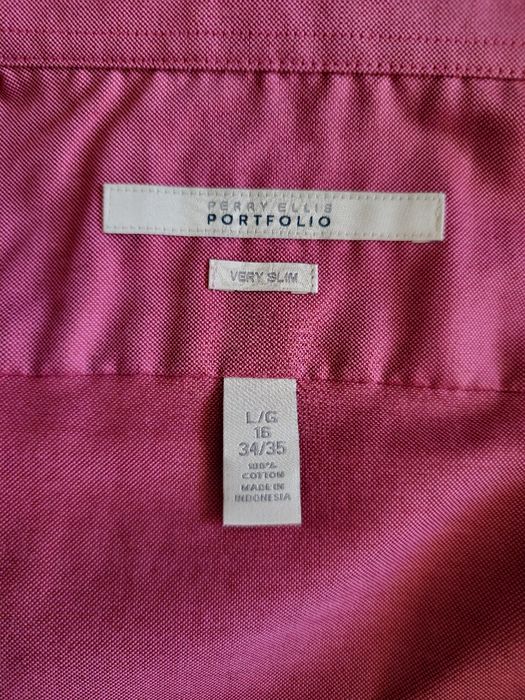 PERRY ELLIS
PORTFOLIO
VERY SLIM
L/G
16
34/35
100%
COTTON
MADE IN
INDONESIA